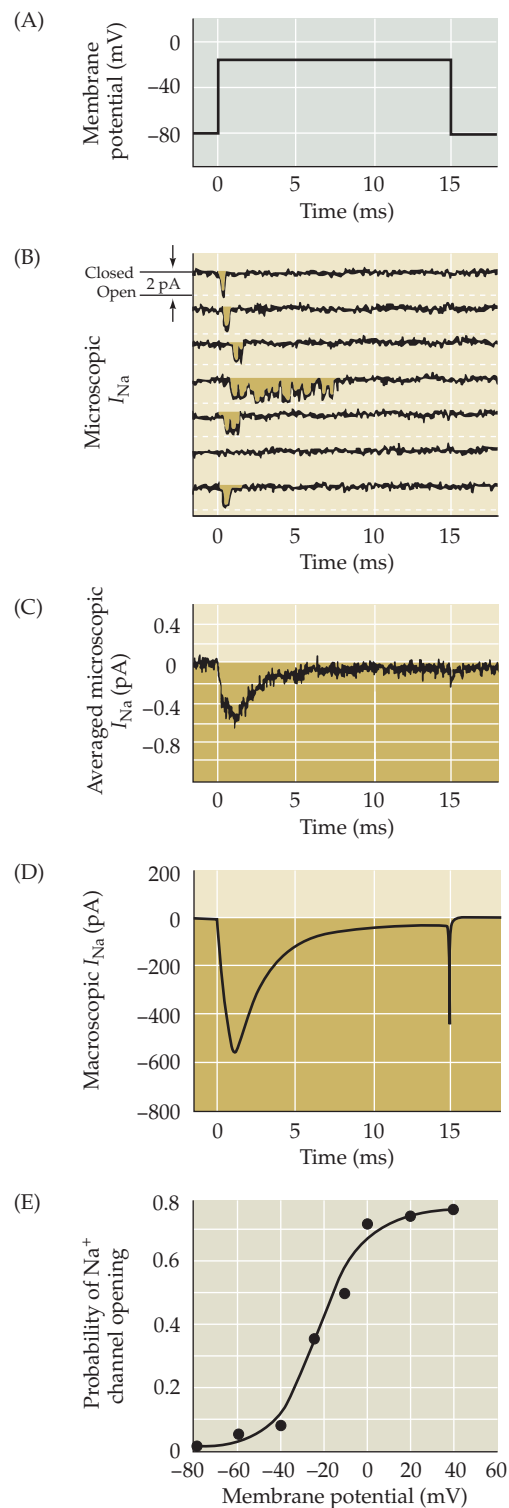 (A)
Membrane
potential (mV)
0
−40
−80
0 5 10 15
Time (ms)
(B)
Closed
Open
2 pA
Microscopic
I_Na
0 5 10 15
Time (ms)
(C)
Averaged microscopic
I_Na (pA)
0.4
0
−0.4
−0.8
0 5 10 15
Time (ms)
(D)
Macroscopic I_Na (pA)
200
0
−200
−400
−600
−800
0 5 10 15
Time (ms)
(E)
Probability of Na⁺
channel opening
0.8
0.6
0.4
0.2
0
−80 −60 −40 −20 0 20 40 60
Membrane potential (mV)